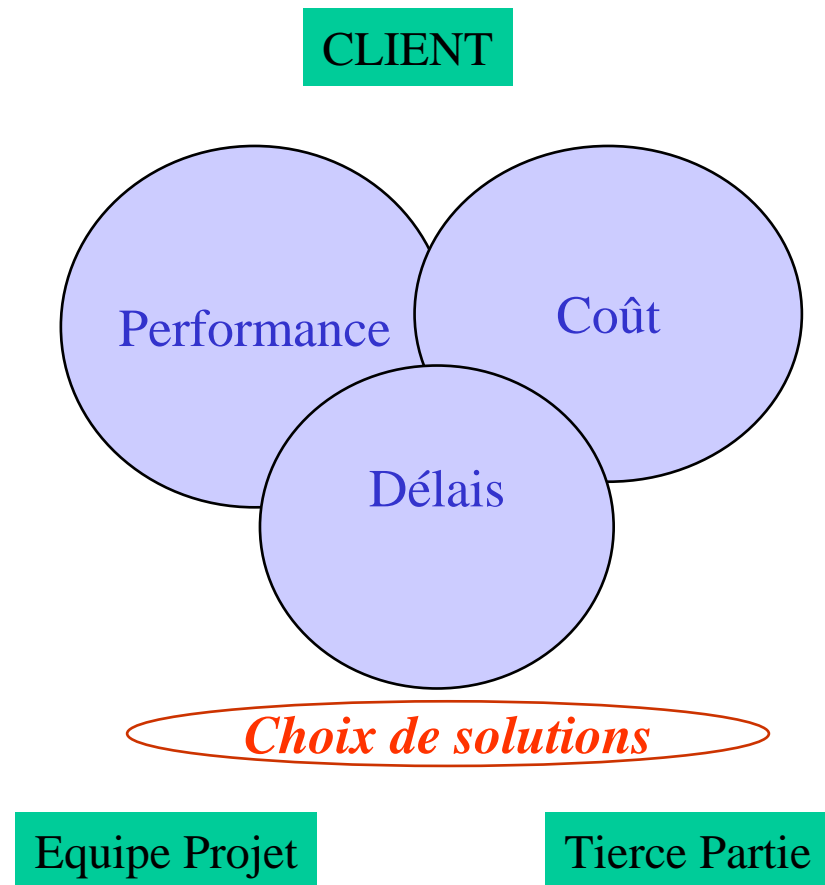 CLIENT
Performance
Coût
Délais
Choix de solutions
Equipe Projet
Tierce Partie